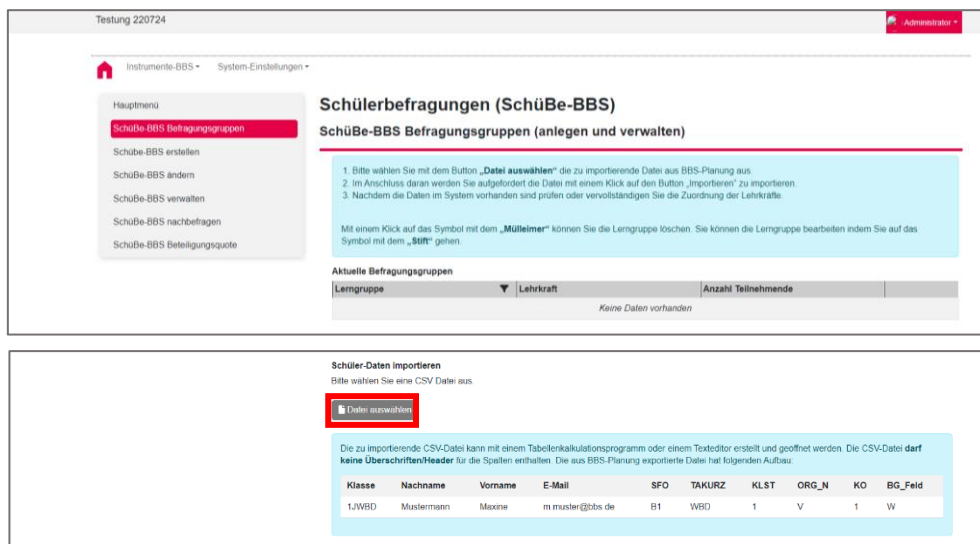 Testung 220724
Administrator
Instrumente-BBS System-Einstellungen
Hauptmenü
SchüBe-BBS Befragungsgruppen
Schübe-BBS erstellen
SchüBe-BBS ändern
SchüBe-BBS verwalten
SchüBe-BBS nachbefragen
SchüBe-BBS Beteiligungsquote
Schülerbefragungen (SchüBe-BBS)
SchüBe-BBS Befragungsgruppen (anlegen und verwalten)
1. Bitte wählen Sie mit dem Button „Datei auswählen" die zu importierende Datei aus BBS-Planung aus.
2. Im Anschluss daran werden Sie aufgefordert die Datei mit einem Klick auf den Button „Importieren" zu importieren.
3. Nachdem die Daten im System vorhanden sind prüfen oder vervollständigen Sie die Zuordnung der Lehrkräfte.
Mit einem Klick auf das Symbol mit dem „Mülleimer" können Sie die Lerngruppe löschen. Sie können die Lerngruppe bearbeiten indem Sie auf das
Symbol mit dem „Stift" gehen.
Aktuelle Befragungsgruppen
Lerngruppe Lehrkraft Anzahl Teilnehmende
Keine Daten vorhanden
Schüler-Daten importieren
Bitte wählen Sie eine CSV Datei aus.
Datei auswählen
Die zu importierende CSV-Datei kann mit einem Tabellenkalkulationsprogramm oder einem Texteditor erstellt und geöffnet werden. Die CSV-Datei darf
keine Überschriften/Header für die Spalten enthalten. Die aus BBS-Planung exportierte Datei hat folgenden Aufbau:
Klasse Nachname Vorname E-Mail SFO TAKURZ KLST ORG_N KO BG_Feld
1JWBD Mustermann Maxine m.muster@bbs.de B1 WBD 1 V 1 W